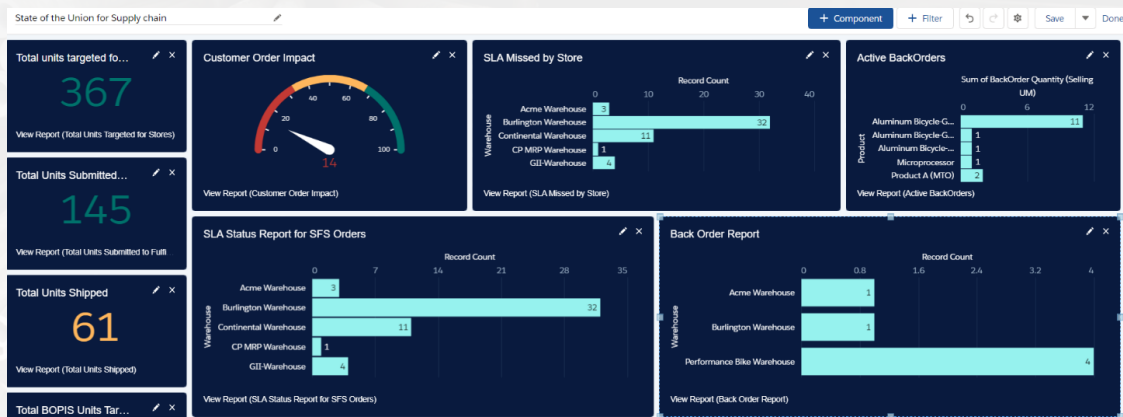 State of the Union for Supply chain
+ Component
+ Filter
Save
Done
Total units targeted fo...
367
View Report (Total Units Targeted for Stores)
Total Units Submitted...
145
View Report (Total Units Submitted to Fulfi
Total Units Shipped
61
View Report (Total Units Shipped)
Total BOPIS Units Tar...
Customer Order Impact
0
20
40
60
80
100
14
View Report (Customer Order Impact)
SLA Missed by Store
Record Count
0 10 20 30 40
Warehouse
Acme Warehouse 3
Burlington Warehouse 32
Continental Warehouse 11
CP MRP Warehouse 1
GII-Warehouse 4
View Report (SLA Missed by Store)
Active BackOrders
Sum of BackOrder Quantity (Selling
UM)
0 6 12
Product
Aluminum Bicycle-G... 11
Aluminum Bicycle-G... 1
Aluminum Bicycle-... 1
Microprocessor 1
Product A (MTO) 2
View Report (Active BackOrders)
SLA Status Report for SFS Orders
Record Count
0 7 14 21 28 35
Warehouse
Acme Warehouse 3
Burlington Warehouse 32
Continental Warehouse 11
CP MRP Warehouse 1
GII-Warehouse 4
View Report (SLA Status Report for SFS Orders)
Back Order Report
Record Count
0 0.8 1.6 2.4 3.2 4
Warehouse
Acme Warehouse 1
Burlington Warehouse 1
Performance Bike Warehouse 4
View Report (Back Order Report)